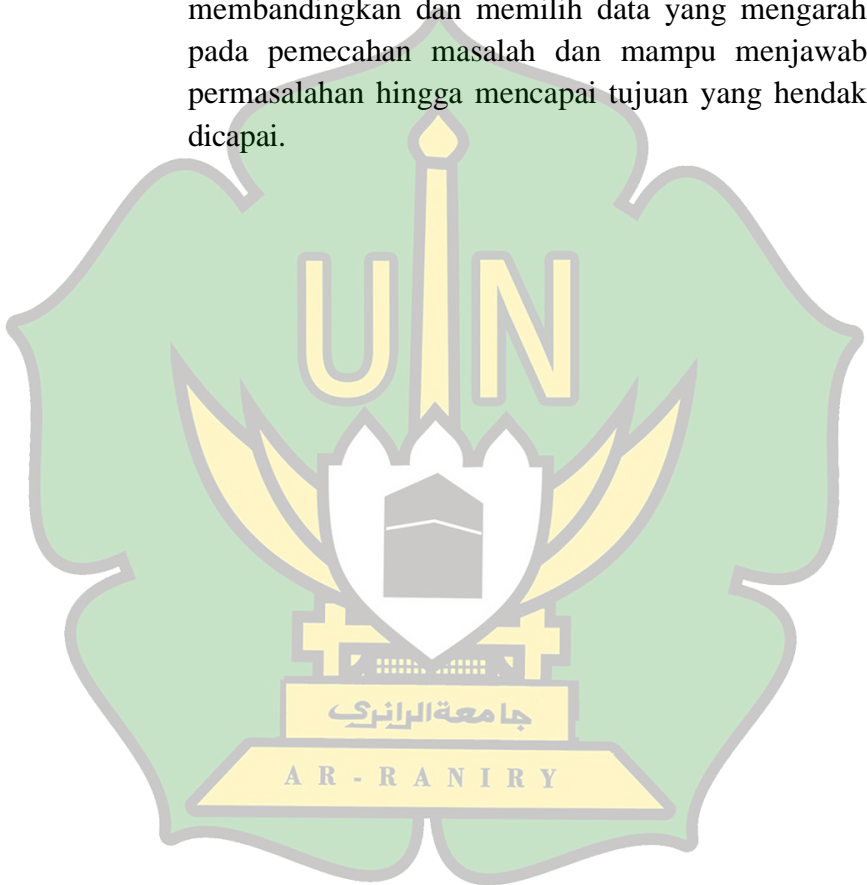 membandingkan dan memilih data yang mengarah
pada pemecahan masalah dan mampu menjawab
permasalahan hingga mencapai tujuan yang hendak
dicapai.
UIN
جامعة الرانري
AR-RANIRY